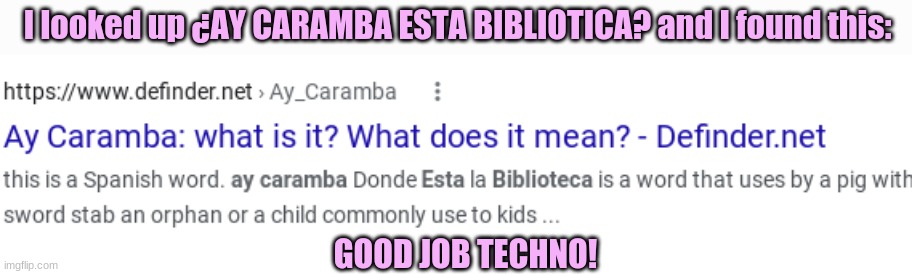 I looked up ¿AY CARAMBA ESTA BIBLIOTICA? and I found this:
https://www.definder.net › Ay_Caramba ⋮
Ay Caramba: what is it? What does it mean? - Definder.net
this is a Spanish word. ay caramba Donde Esta la Biblioteca is a word that uses by a pig with
sword stab an orphan or a child commonly use to kids ...
GOOD JOB TECHNO!
imgflip.com